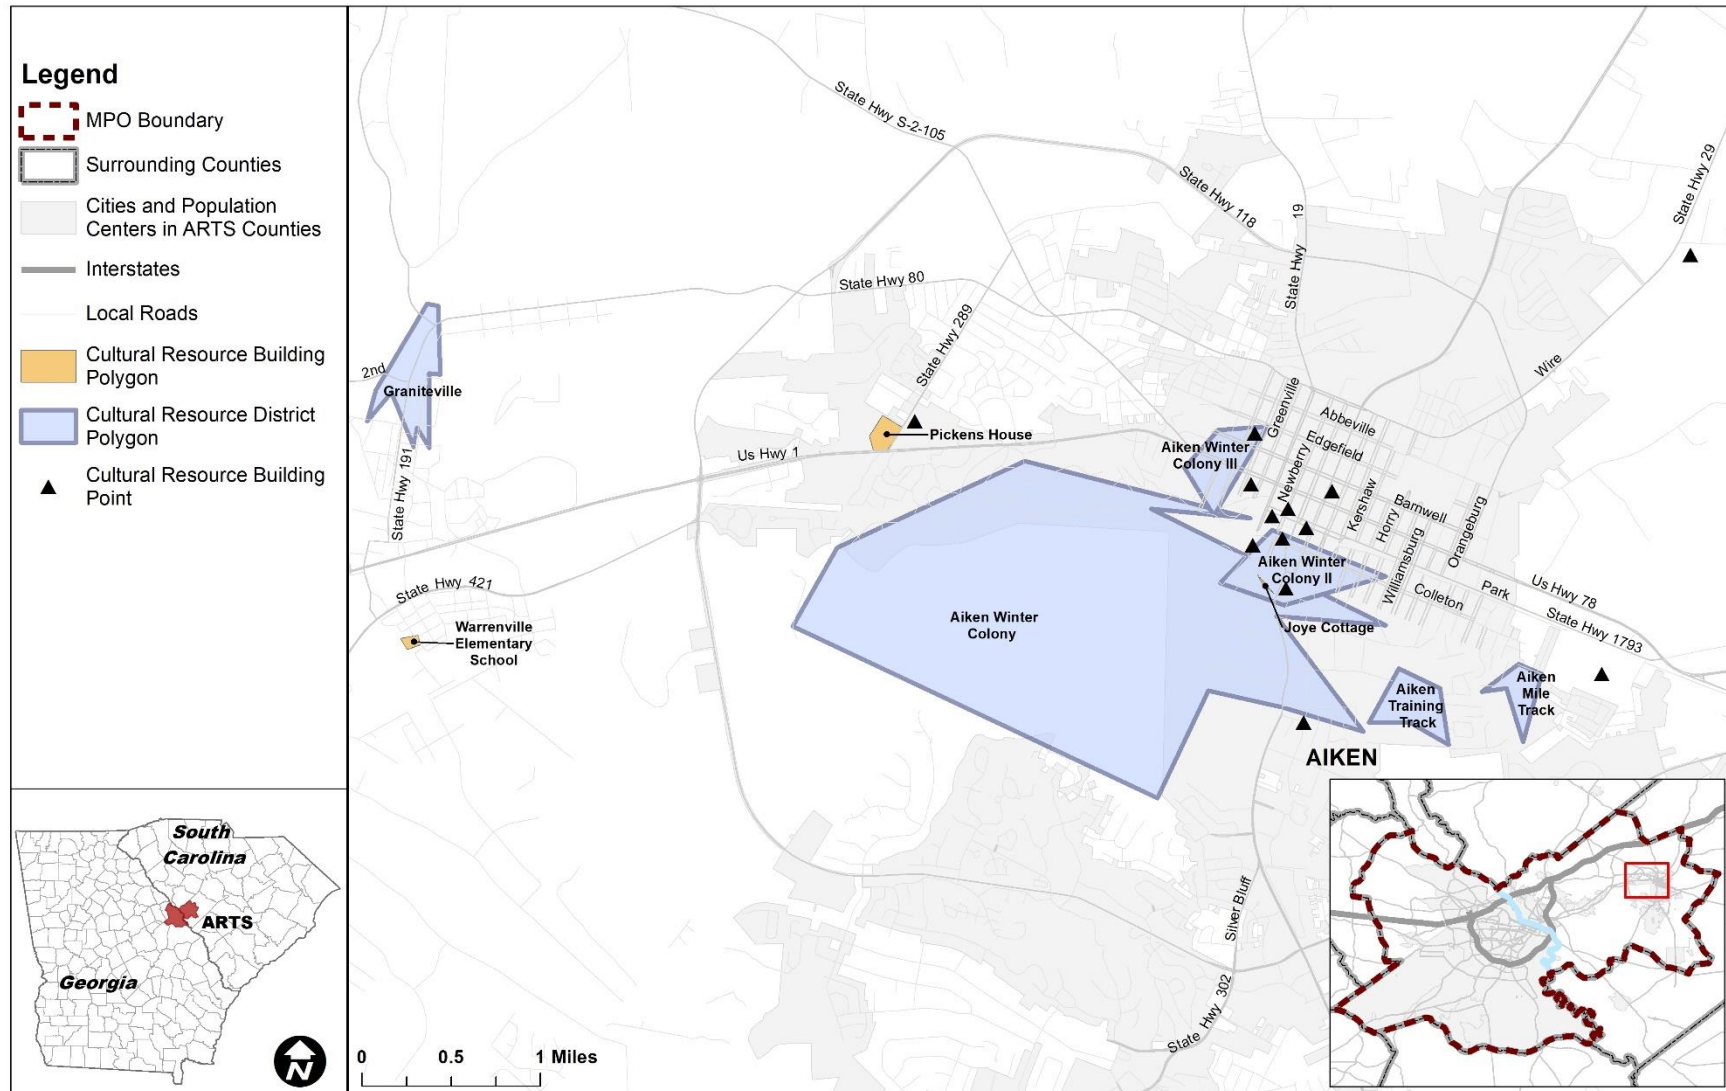 Legend
MPO Boundary
Surrounding Counties
Cities and Population
Centers in ARTS Counties
Interstates
Local Roads
Cultural Resource Building
Polygon
Cultural Resource District
Polygon
Cultural Resource Building
Point
South
Carolina
ARTS
Georgia
N
State Hwy S-2-105
State Hwy 118
State Hwy 19
State Hwy 29
State Hwy 80
State Hwy 289
2nd
Graniteville
State Hwy 191
Us Hwy 1
Pickens House
Wire
Greenville
Abbeville
Edgefield
Aiken Winter
Colony III
Newberry
Kershaw
Horry
Barnwell
Williamsburg
Orangeburg
Us Hwy 78
Park
State Hwy 1793
Colleton
Aiken Winter
Colony II
Joye Cottage
State Hwy 421
Warrenville
Elementary
School
Aiken Winter
Colony
Aiken
Training
Track
Aiken
Mile
Track
AIKEN
Silver Bluff
State Hwy 302
0 0.5 1 Miles